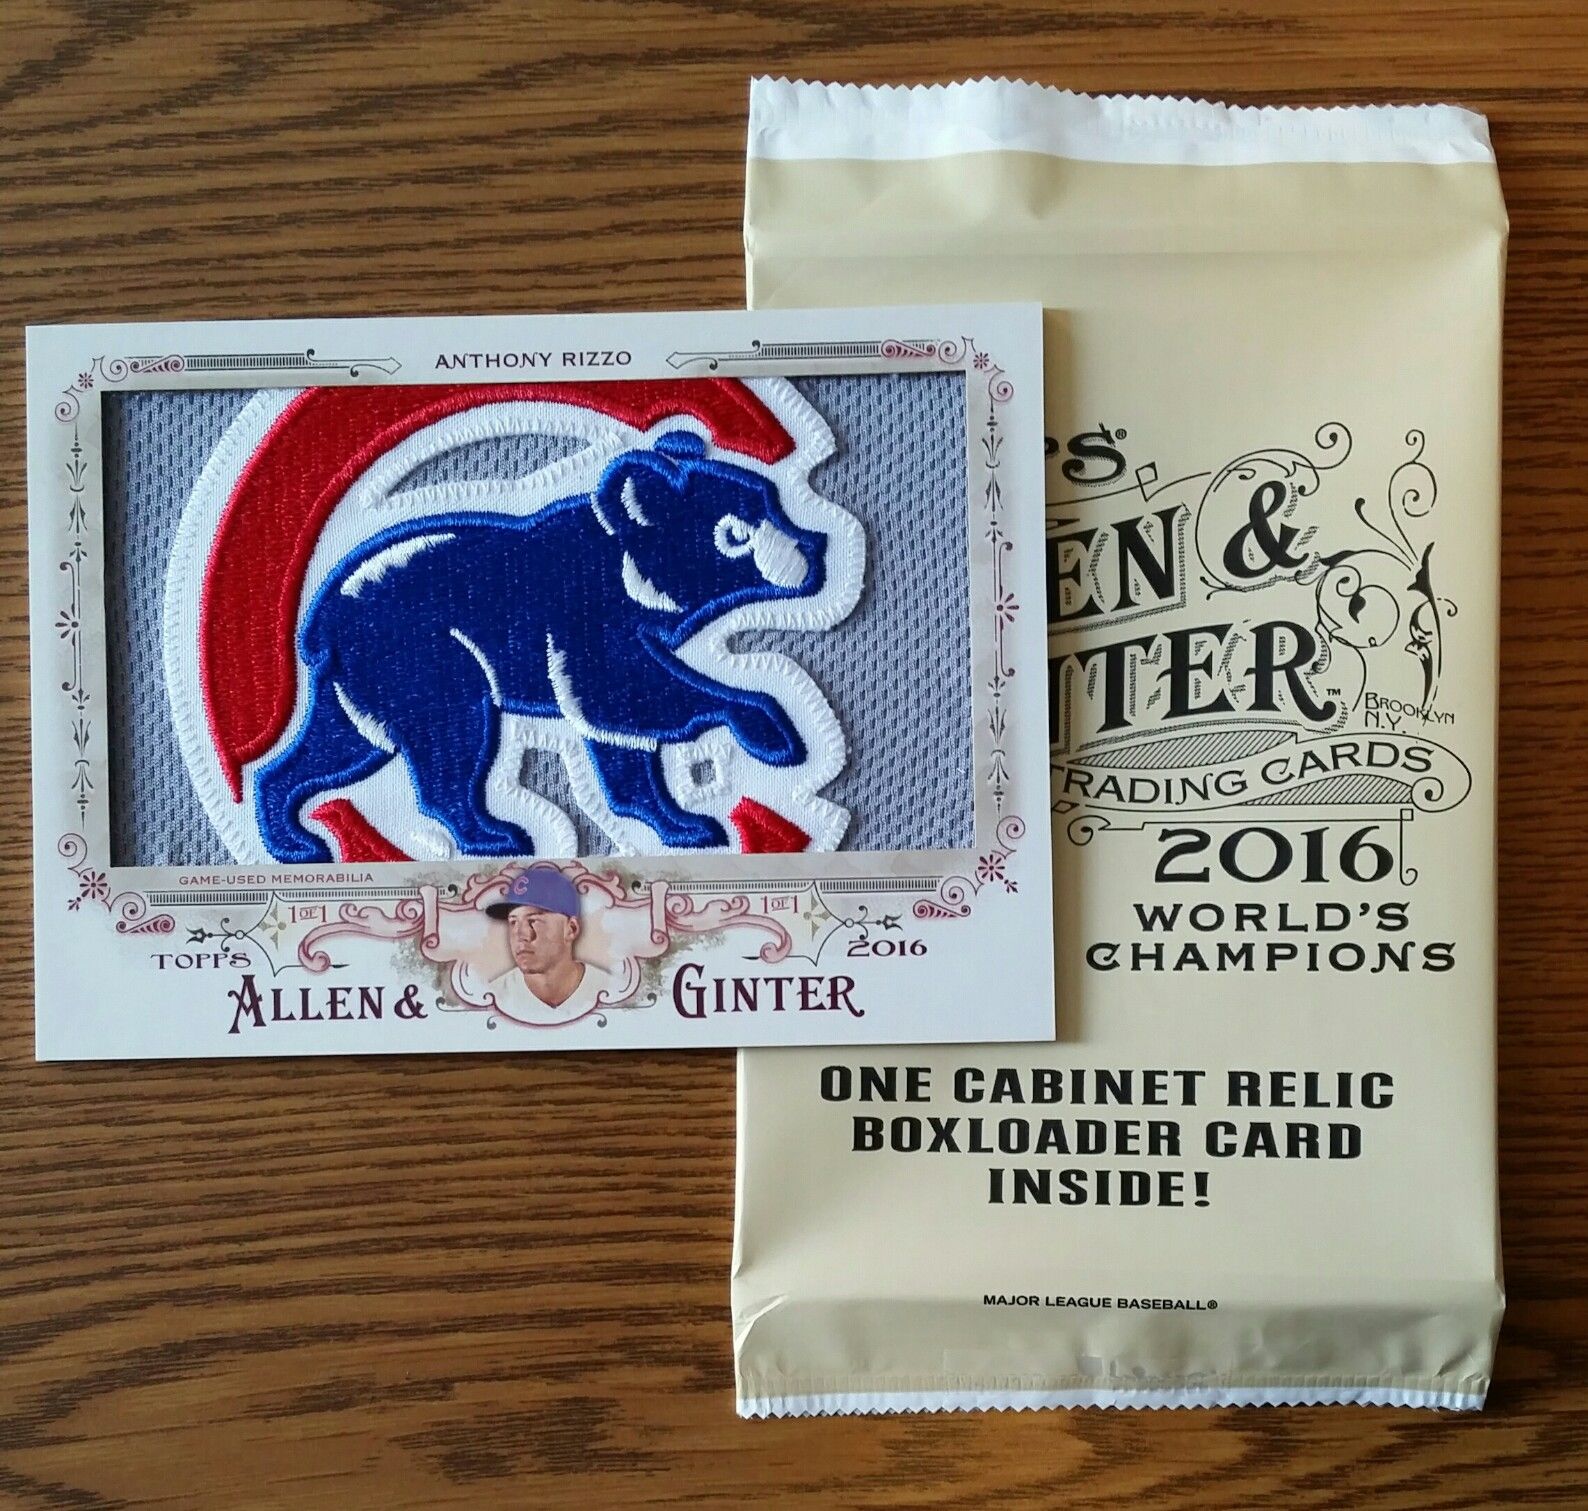 ANTHONY RIZZO
GAME-USED MEMORABILIA
1 OF 1
1 OF 1
C
TOPPS
2016
ALLEN & GINTER
PS®
EN &
NTER™
BROOKLYN
N.Y.
TRADING CARDS
2016
WORLD'S
CHAMPIONS
ONE CABINET RELIC
BOXLOADER CARD
INSIDE!
MAJOR LEAGUE BASEBALL®